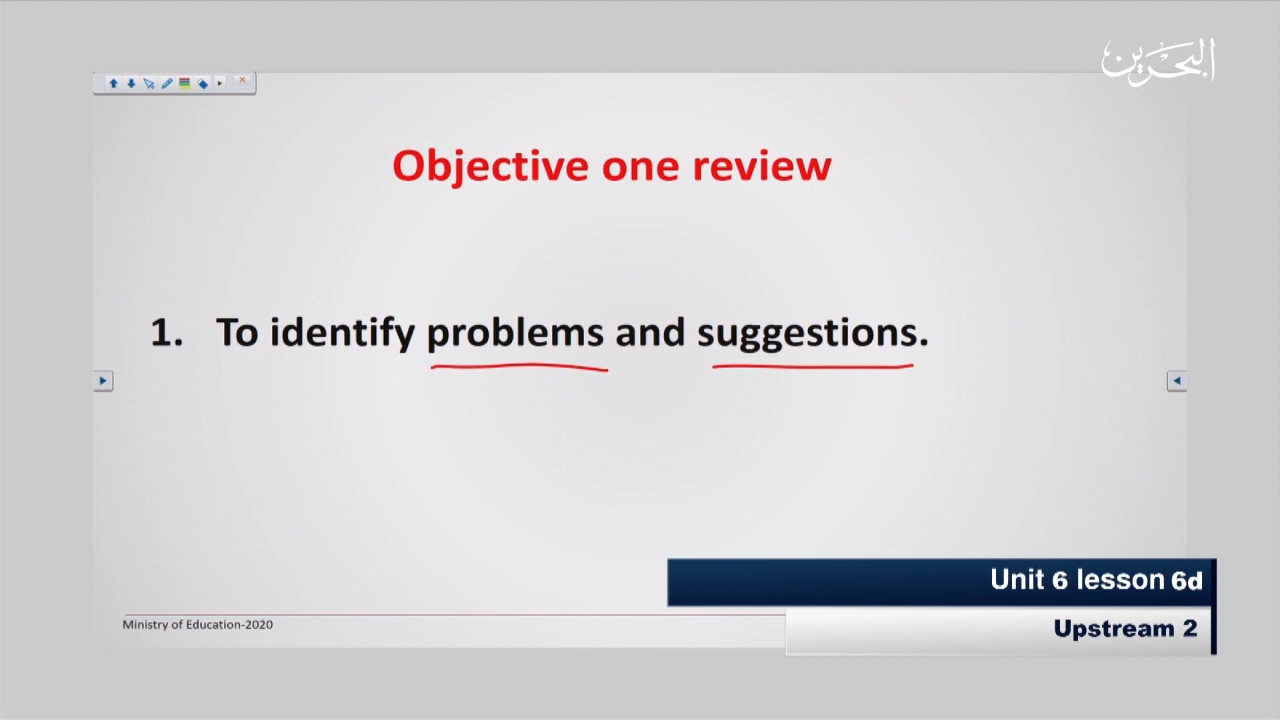 البحرين
Objective one review
1. To identify problems and suggestions.
Unit 6 lesson 6d
Ministry of Education-2020
Upstream 2